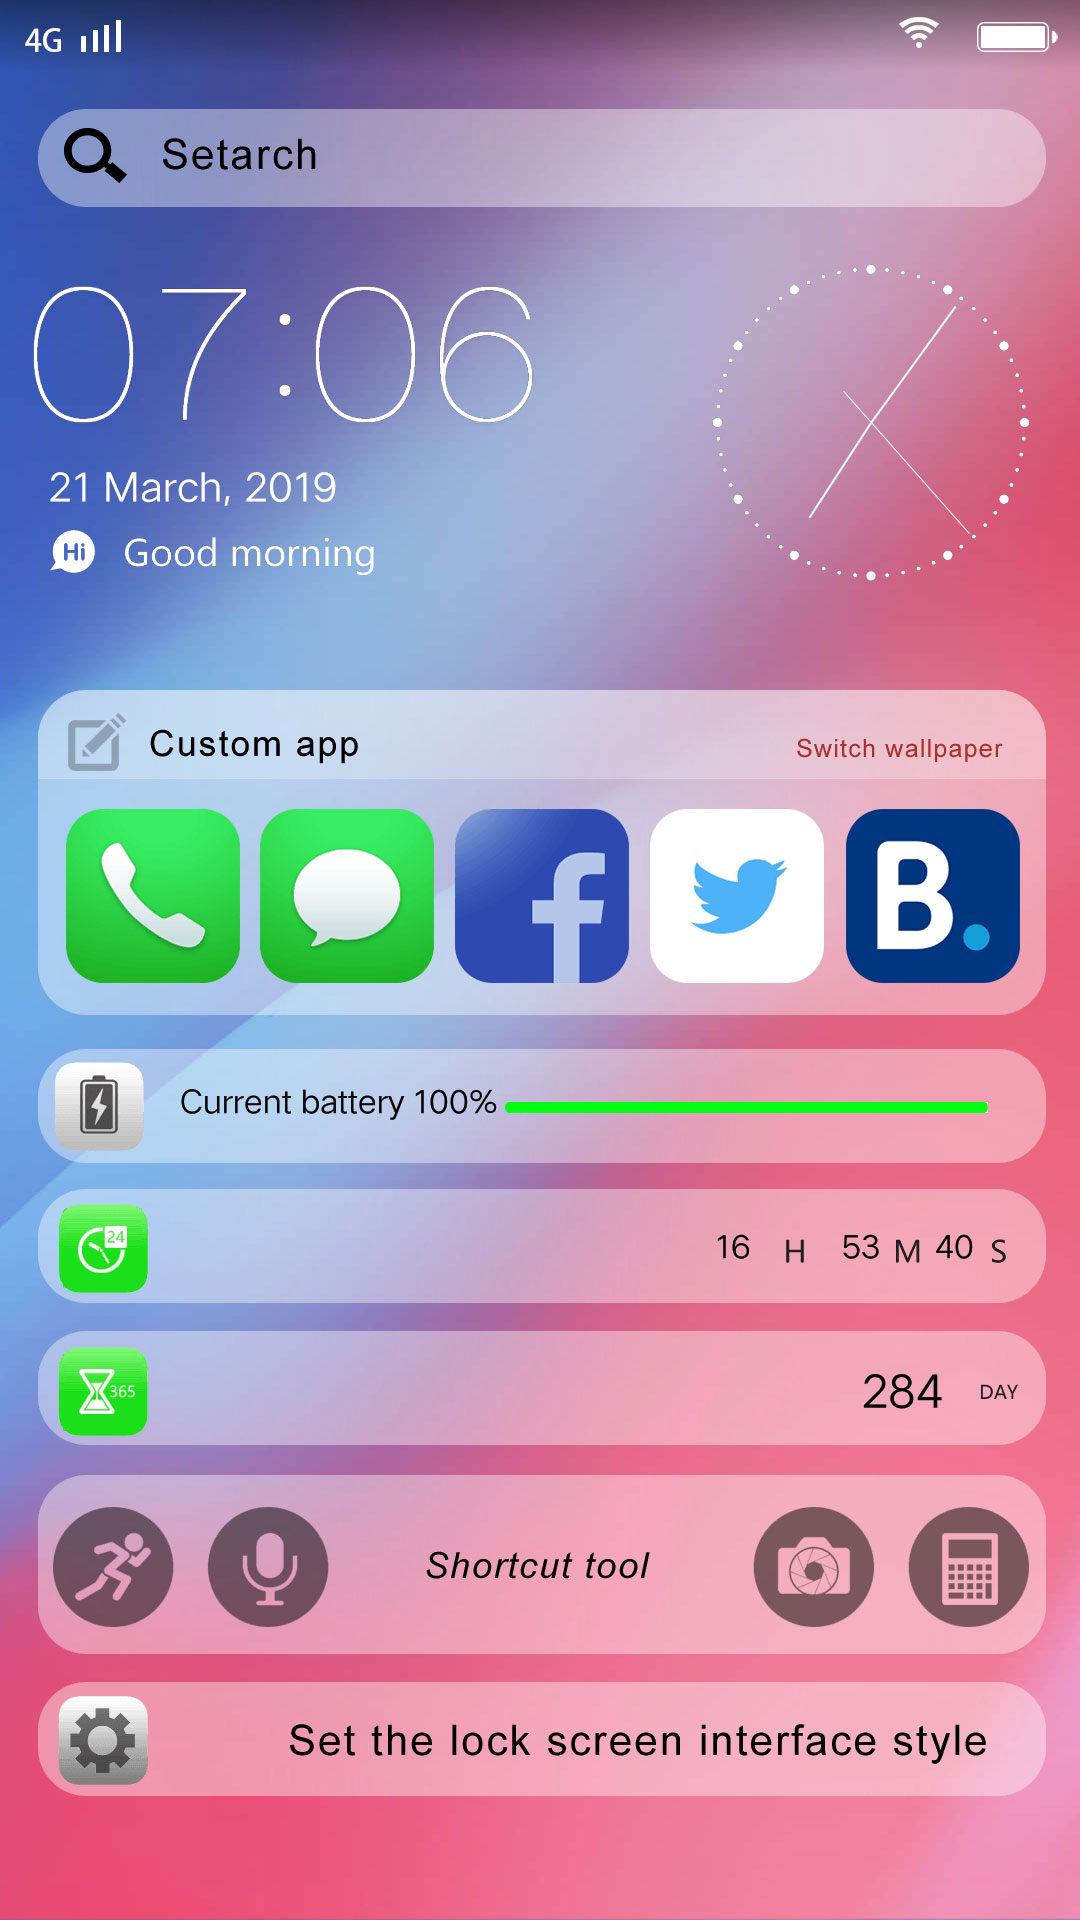 4G
Setarch
07:06
21 March, 2019
Hi Good morning
Custom app Switch wallpaper
f B.
Current battery 100%
24 16 H 53 M 40 S
365 284 DAY
Shortcut tool
Set the lock screen interface style